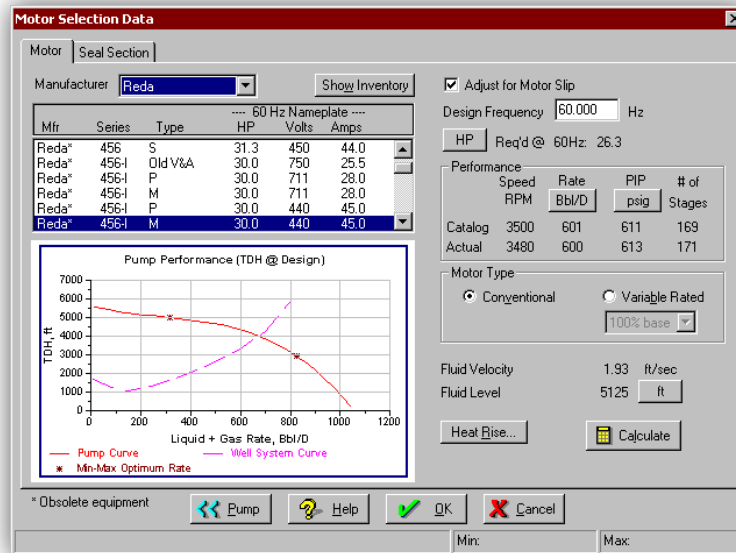 Motor Selection Data
Motor
Seal Section
Manufacturer
Reda
Show Inventory
---- 60 Hz Nameplate ----
Mfr Series Type HP Volts Amps
Reda* 456 S 31.3 450 44.0
Reda* 456-I Old V&A 30.0 750 25.5
Reda* 456-I P 30.0 711 28.0
Reda* 456-I M 30.0 711 28.0
Reda* 456-I P 30.0 440 45.0
Reda* 456-I M 30.0 440 45.0
Pump Performance (TDH @ Design)
TDH, ft
7000
6000
5000
4000
3000
2000
1000
0
0 200 400 600 800 1000 1200
Liquid + Gas Rate, Bbl/D
Pump Curve
Well System Curve
Min-Max Optimum Rate
Adjust for Motor Slip
Design Frequency 60.000 Hz
HP Req'd @ 60Hz: 26.3
Performance
Speed Rate PIP # of
RPM Bbl/D psig Stages
Catalog 3500 601 611 169
Actual 3480 600 613 171
Motor Type
Conventional
Variable Rated
100% base
Fluid Velocity 1.93 ft/sec
Fluid Level 5125 ft
Heat Rise...
Calculate
* Obsolete equipment
Pump
Help
OK
Cancel
Min:
Max: